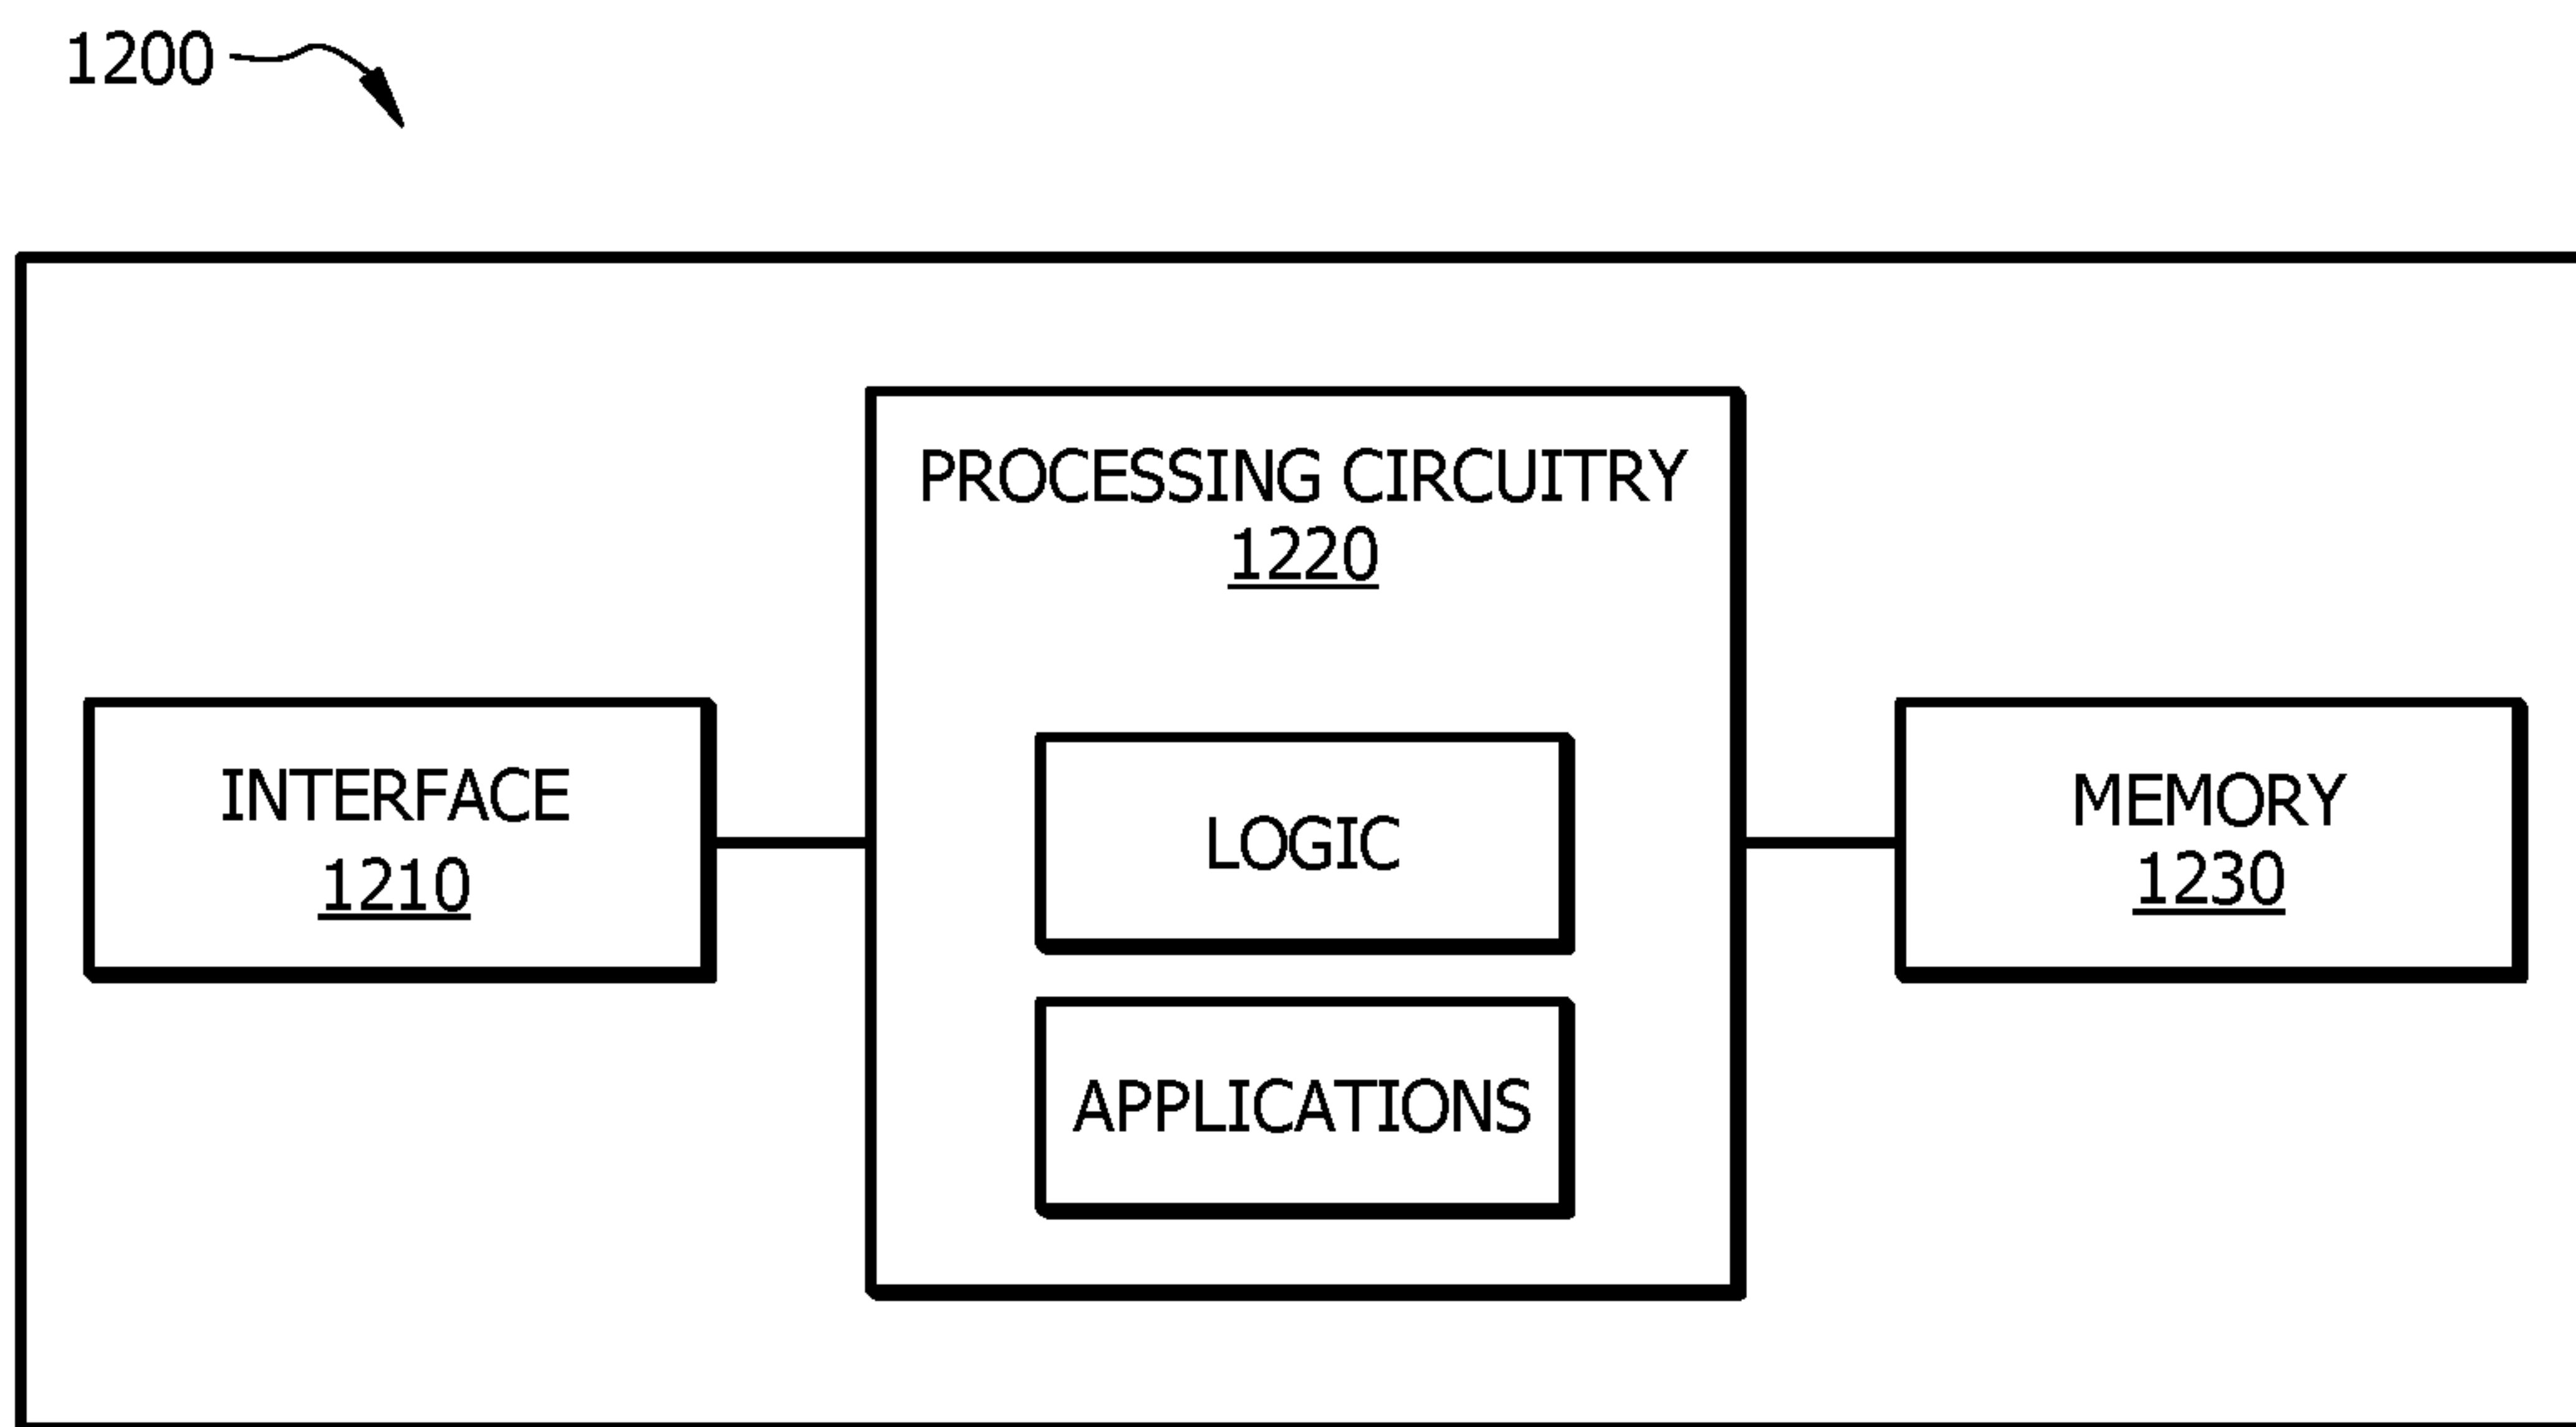 1200
PROCESSING CIRCUITRY
1220
INTERFACE
1210
LOGIC
APPLICATIONS
MEMORY
1230